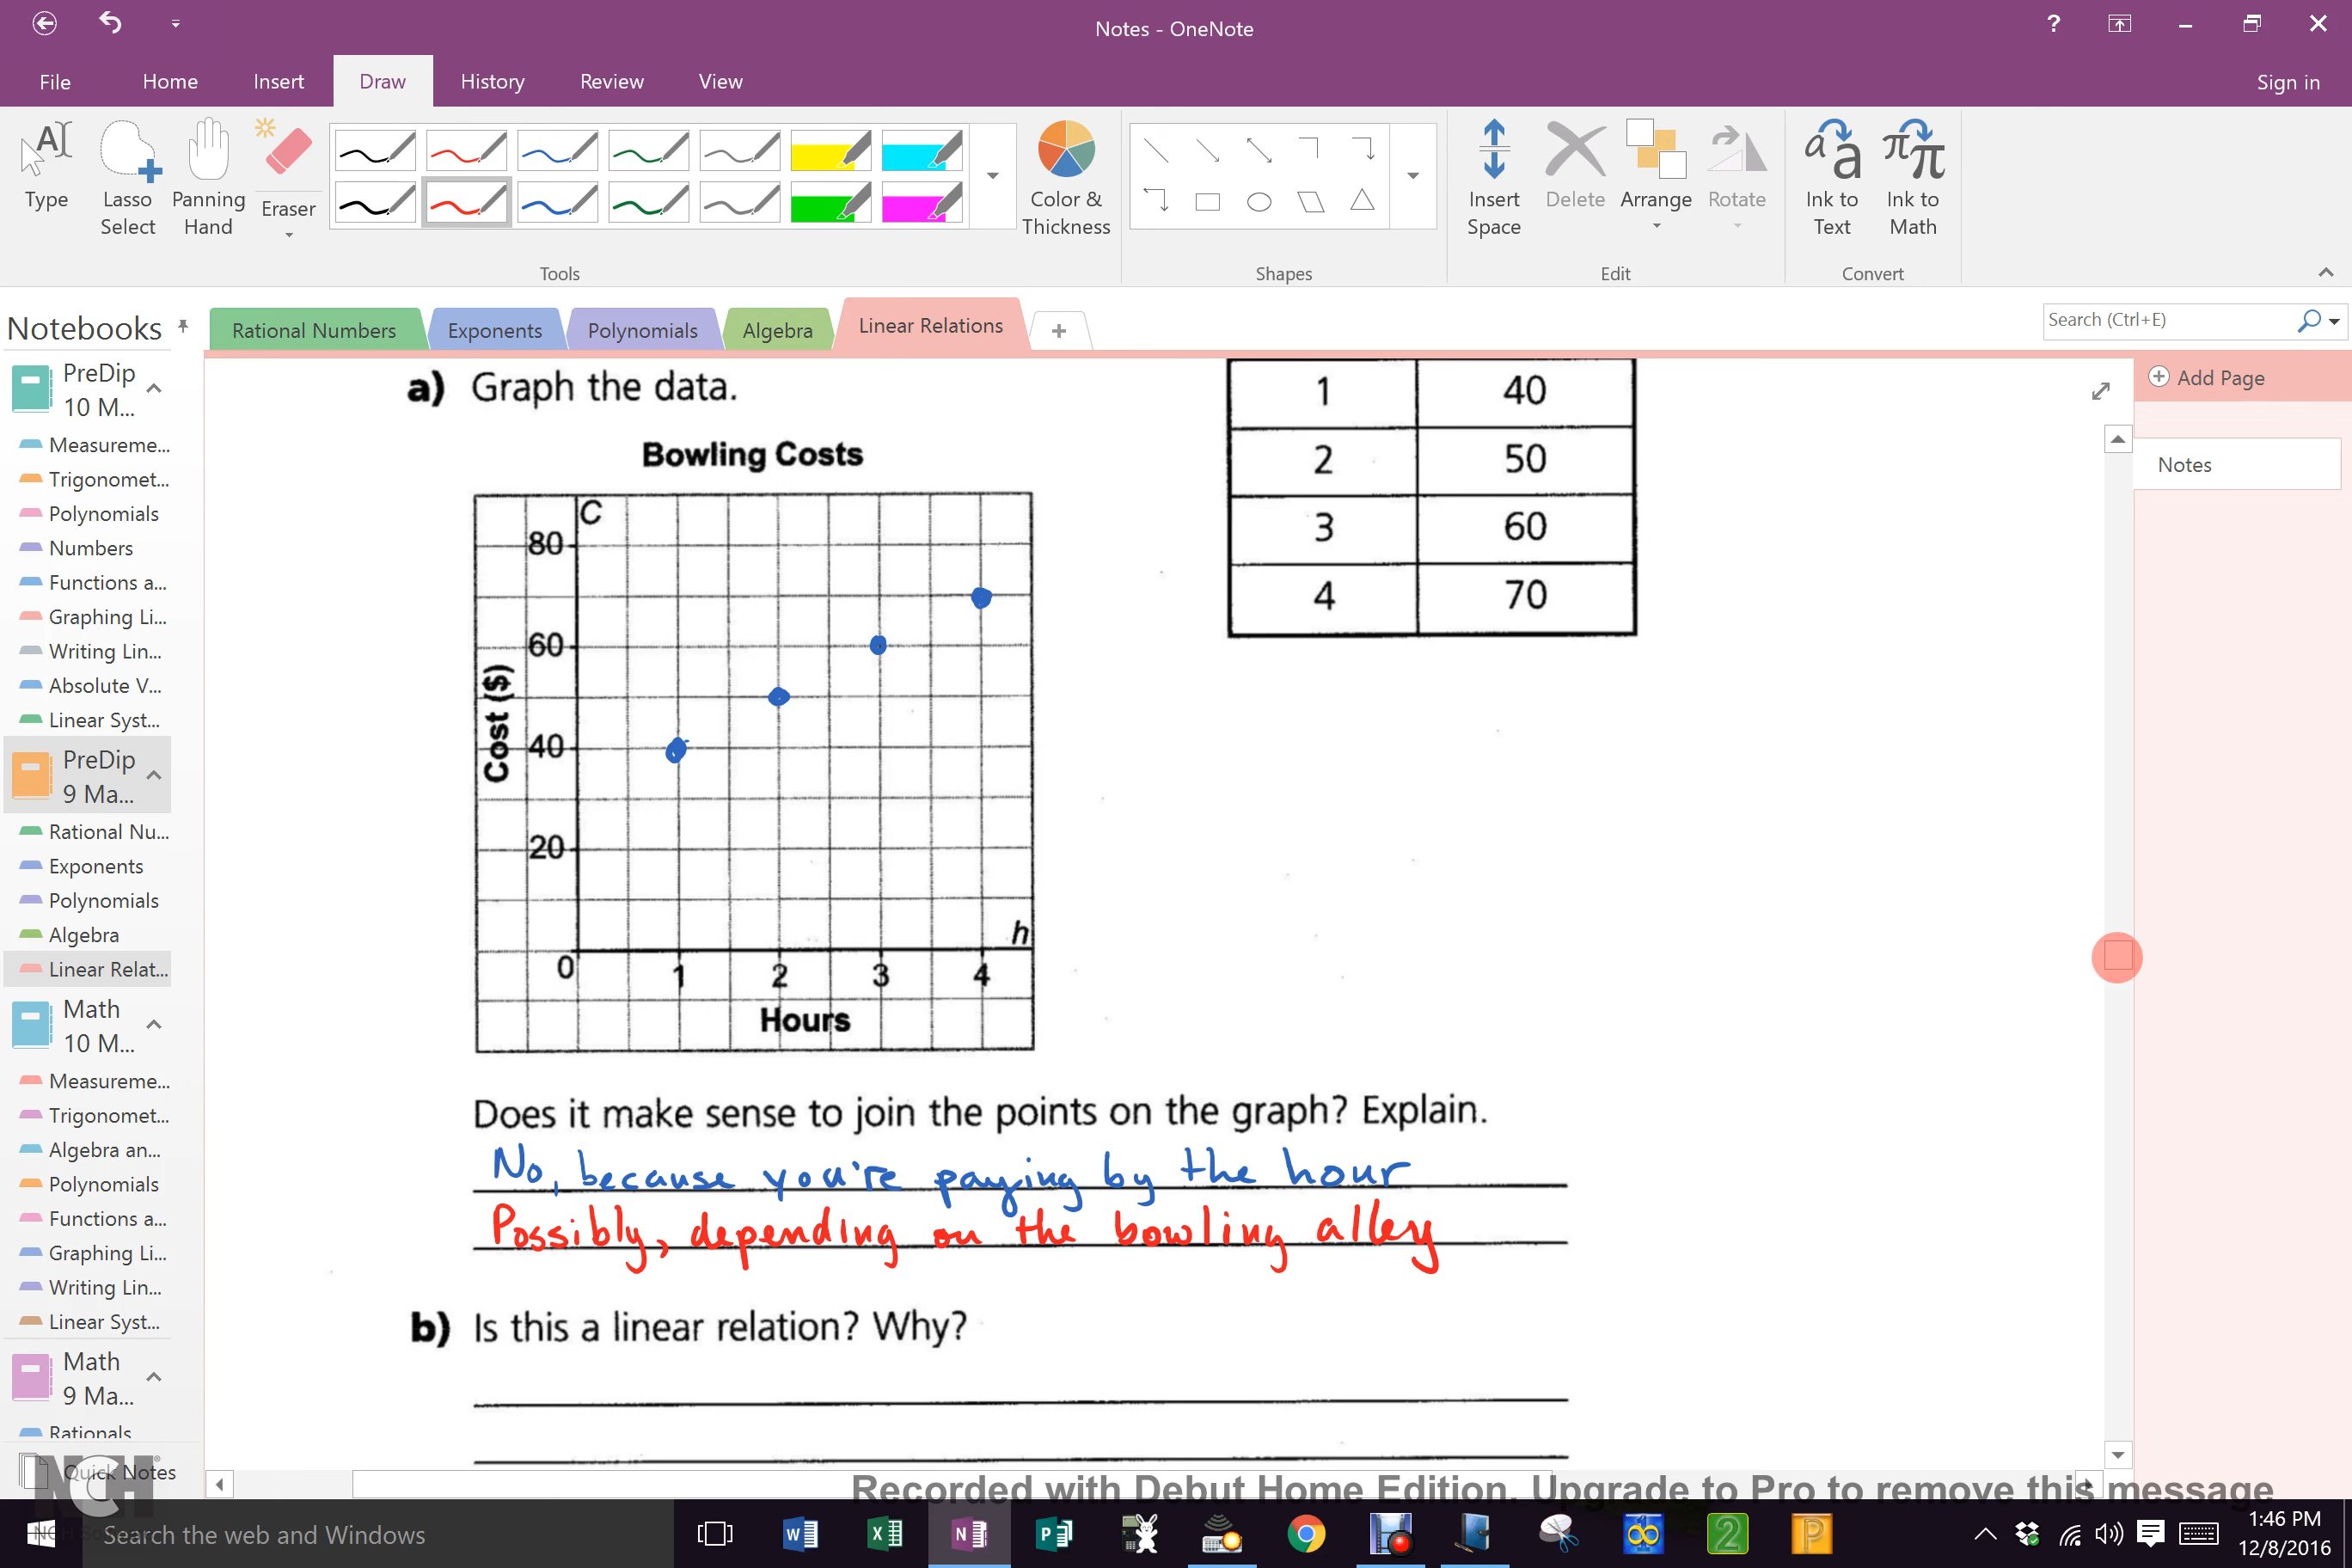 Notes - OneNote
File Home Insert Draw History Review View Sign in
Type
Lasso Select
Panning Hand
Eraser
Color & Thickness
Insert Space
Delete
Arrange
Rotate
Ink to Text
Ink to Math
Tools Shapes Edit Convert
Notebooks
Rational Numbers Exponents Polynomials Algebra Linear Relations +
Search (Ctrl+E)
PreDip
10 M...
Measureme...
Trigonomet...
Polynomials
Numbers
Functions a...
Graphing Li...
Writing Lin...
Absolute V...
Linear Syst...
PreDip
9 Ma...
Rational Nu...
Exponents
Polynomials
Algebra
Linear Relat...
Math
10 M...
Measureme...
Trigonomet...
Algebra an...
Polynomials
Functions a...
Graphing Li...
Writing Lin...
Linear Syst...
Math
9 Ma...
Rationals
Quick Notes
a) Graph the data.
Bowling Costs
C
80
60
40
20
0 1 2 3 4
h
Cost ($)
Hours
1 40
2 50
3 60
4 70
Does it make sense to join the points on the graph? Explain.
No, because you're paying by the hour
Possibly, depending on the bowling alley
b) Is this a linear relation? Why?
Add Page
Notes
NCH
Recorded with Debut Home Edition. Upgrade to Pro to remove this message
Search the web and Windows
1:46 PM
12/8/2016